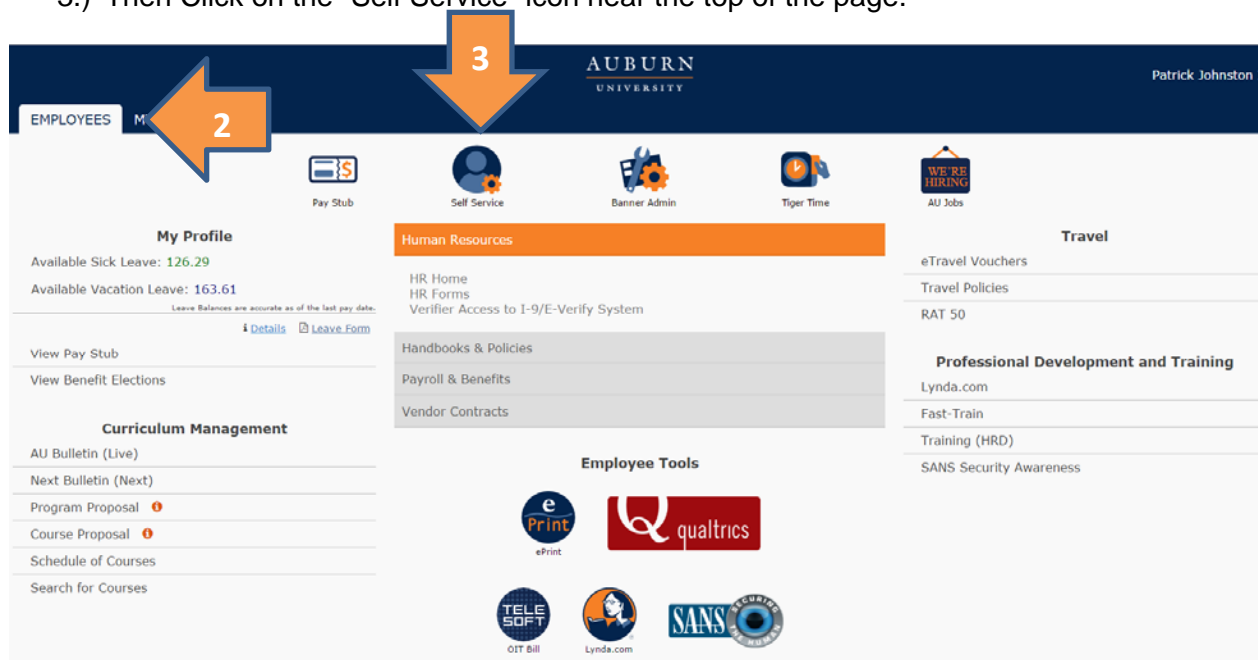 3.) Then Click on the "Self Service" icon near the top of the page.
3
AUBURN
UNIVERSITY
Patrick Johnston
EMPLOYEES
2
WE'RE
HIRING
Pay Stub
Self Service
Banner Admin
Tiger Time
AU Jobs
My Profile
Available Sick Leave: 126.29
Available Vacation Leave: 163.61
Leave Balances are accurate as of the last pay date.
Details Leave Form
View Pay Stub
View Benefit Elections
Curriculum Management
AU Bulletin (Live)
Next Bulletin (Next)
Program Proposal
Course Proposal
Schedule of Courses
Search for Courses
Human Resources
HR Home
HR Forms
Verifier Access to I-9/E-Verify System
Handbooks & Policies
Payroll & Benefits
Vendor Contracts
Employee Tools
e
Print
ePrint
qualtrics
TELE
SOFT
OIT Bill
Lynda.com
SANS
SECURING
THE HUMAN
Travel
eTravel Vouchers
Travel Policies
RAT 50
Professional Development and Training
Lynda.com
Fast-Train
Training (HRD)
SANS Security Awareness